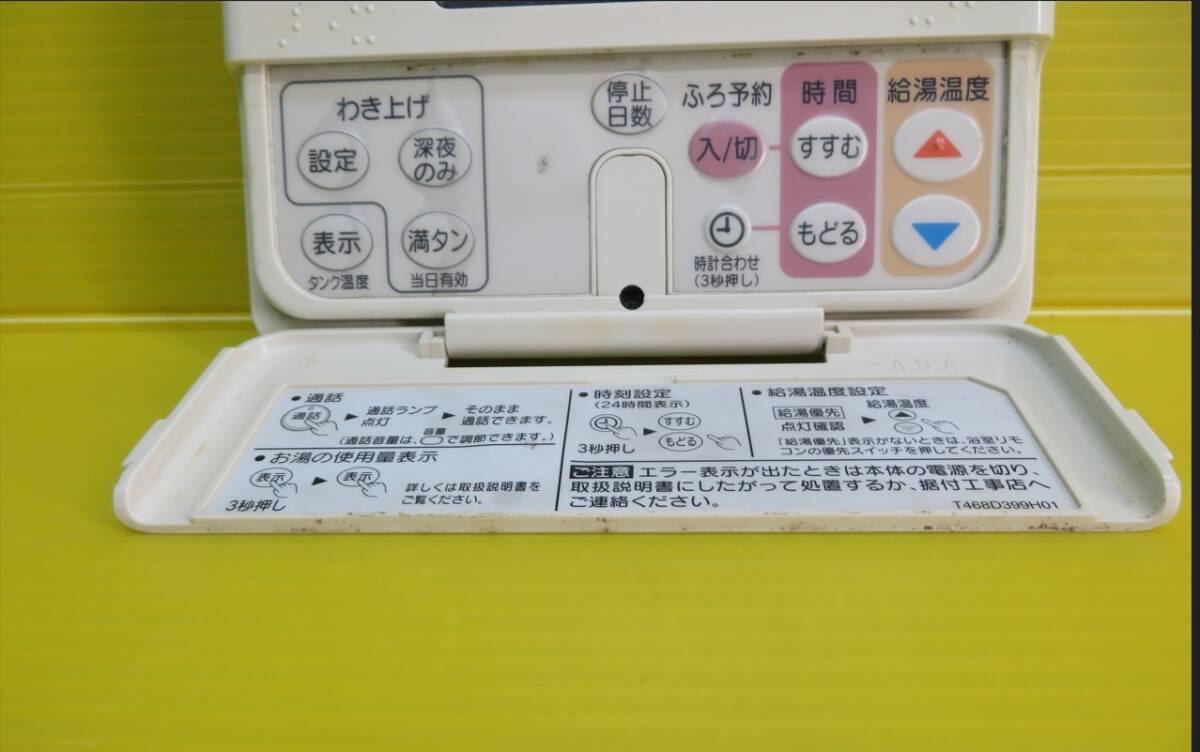 わき上げ
設定
深夜
のみ
表示
タンク温度
満タン
当日有効
停止
日数
ふろ予約
入/切
時計合わせ
(3秒押し)
時間
すすむ
もどる
給湯温度
●通話
通話
▶ 通話ランプ
点灯
▶ そのまま
通話できます。
音量
(通話音量は、⬭で調節できます。)
●お湯の使用量表示
表示 ▶ 表示
3秒押し
詳しくは取扱説明書を
ご覧ください。
●時刻設定
(24時間表示)
3秒押し
▶ すすむ
もどる
●給湯温度設定
給湯優先
点灯確認
▶ 給湯温度
「給湯優先」表示がないときは、浴室リモ
コンの優先スイッチを押してください。
ご注意 エラー表示が出たときは本体の電源を切り、
取扱説明書にしたがって処置するか、据付工事店へ
ご連絡ください。
T468D399H01